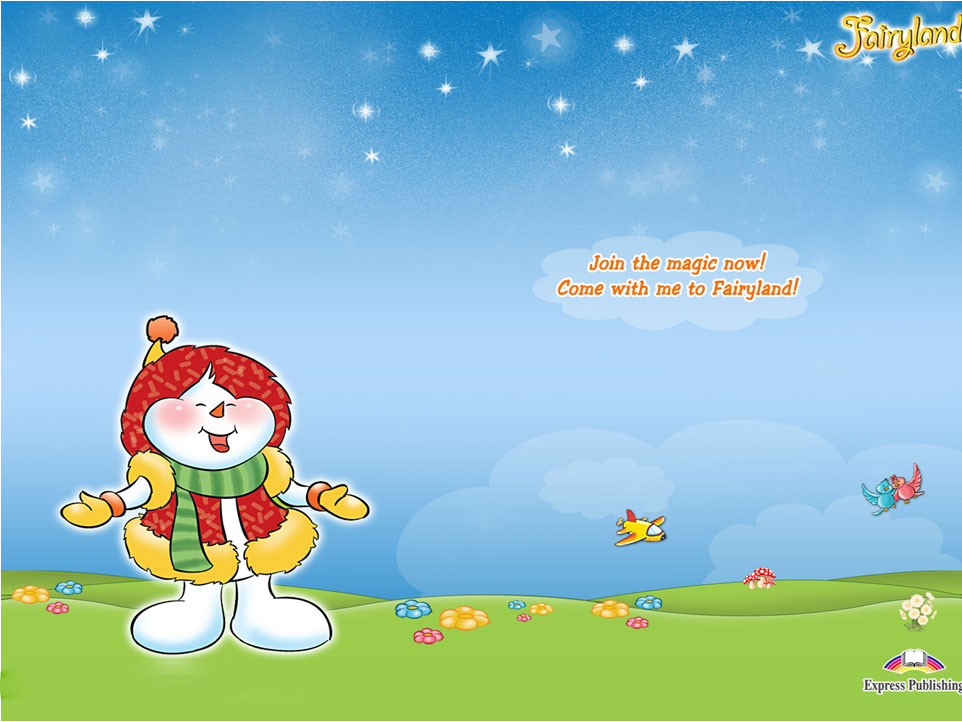 Fairyland
Join the magic now!
Come with me to Fairyland!
Express Publishing